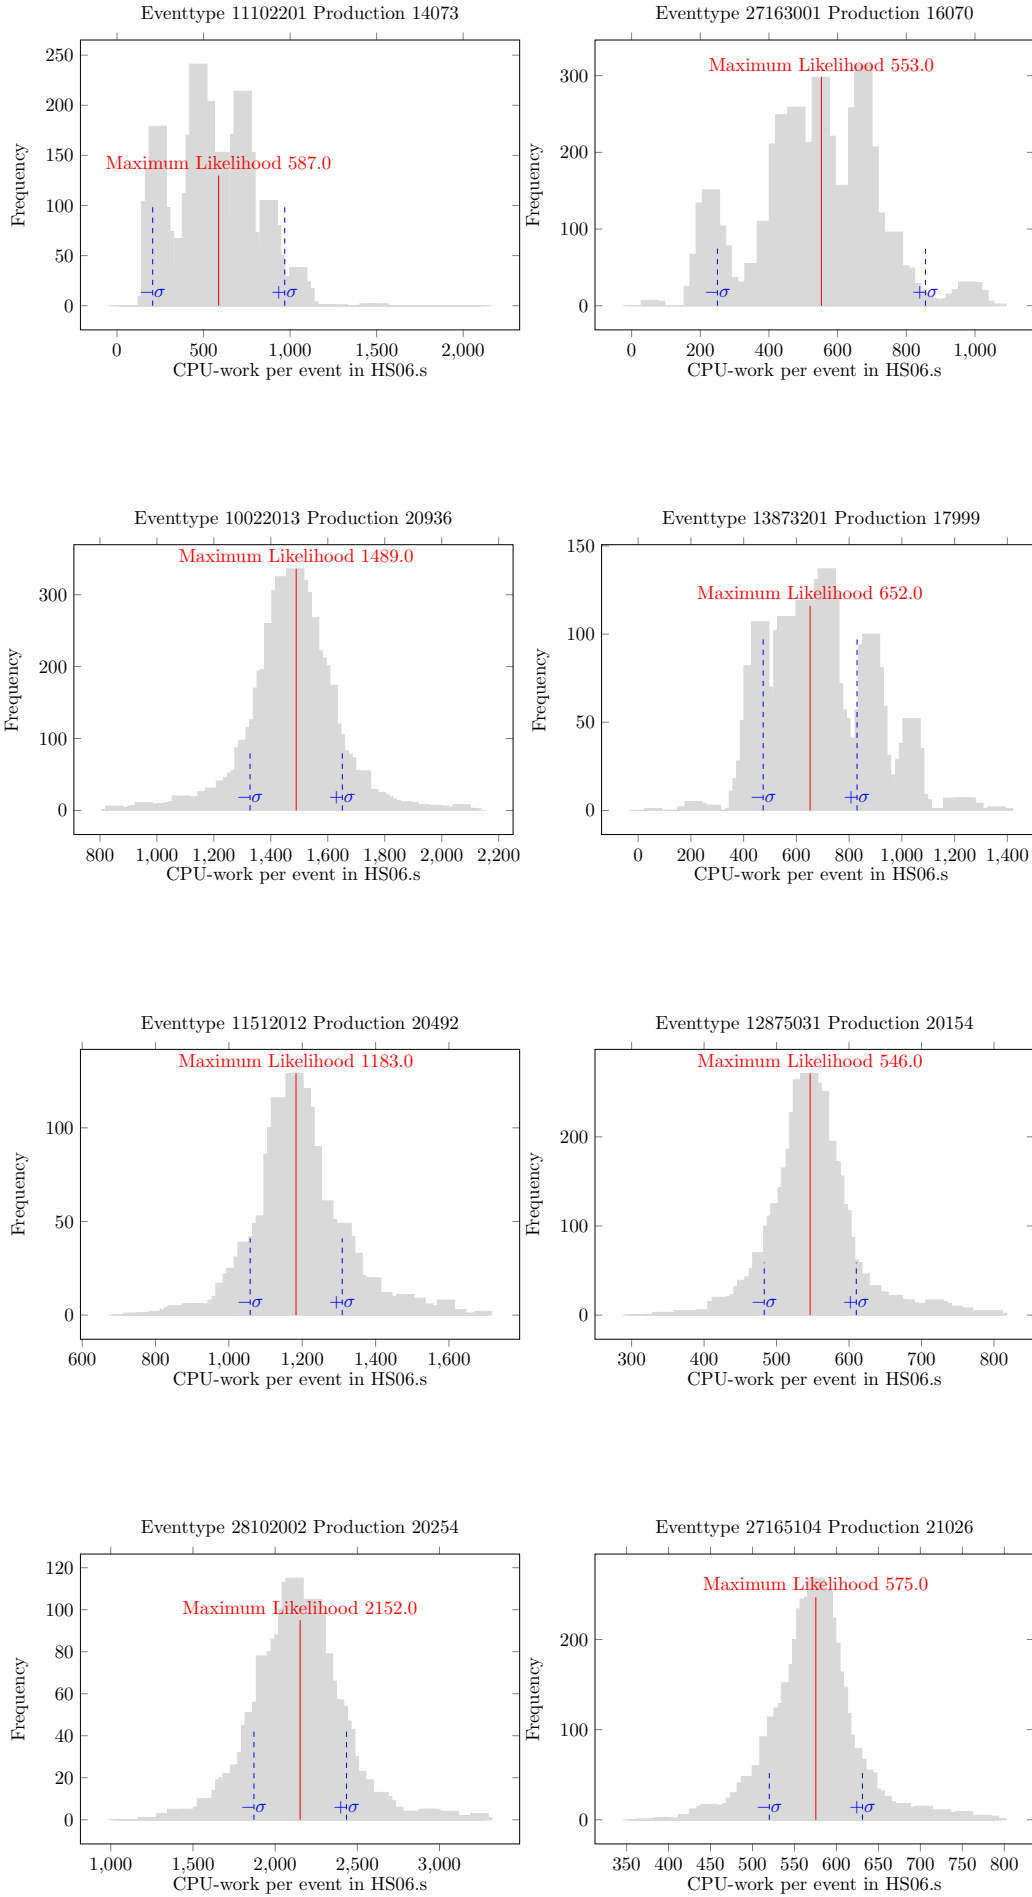 Eventtype 11102201 Production 14073
250
200
150
100
50
0
Frequency
Maximum Likelihood 587.0
−σ
+σ
0 500 1,000 1,500 2,000
CPU-work per event in HS06.s
Eventtype 27163001 Production 16070
300
200
100
0
Frequency
Maximum Likelihood 553.0
−σ
+σ
0 200 400 600 800 1,000
CPU-work per event in HS06.s
Eventtype 10022013 Production 20936
300
200
100
0
Frequency
Maximum Likelihood 1489.0
−σ
+σ
800 1,000 1,200 1,400 1,600 1,800 2,000 2,200
CPU-work per event in HS06.s
Eventtype 13873201 Production 17999
150
100
50
0
Frequency
Maximum Likelihood 652.0
−σ
+σ
0 200 400 600 800 1,000 1,200 1,400
CPU-work per event in HS06.s
Eventtype 11512012 Production 20492
100
50
0
Frequency
Maximum Likelihood 1183.0
−σ
+σ
600 800 1,000 1,200 1,400 1,600
CPU-work per event in HS06.s
Eventtype 12875031 Production 20154
200
100
0
Frequency
Maximum Likelihood 546.0
−σ
+σ
300 400 500 600 700 800
CPU-work per event in HS06.s
Eventtype 28102002 Production 20254
120
100
80
60
40
20
0
Frequency
Maximum Likelihood 2152.0
−σ
+σ
1,000 1,500 2,000 2,500 3,000
CPU-work per event in HS06.s
Eventtype 27165104 Production 21026
200
100
0
Frequency
Maximum Likelihood 575.0
−σ
+σ
350 400 450 500 550 600 650 700 750 800
CPU-work per event in HS06.s